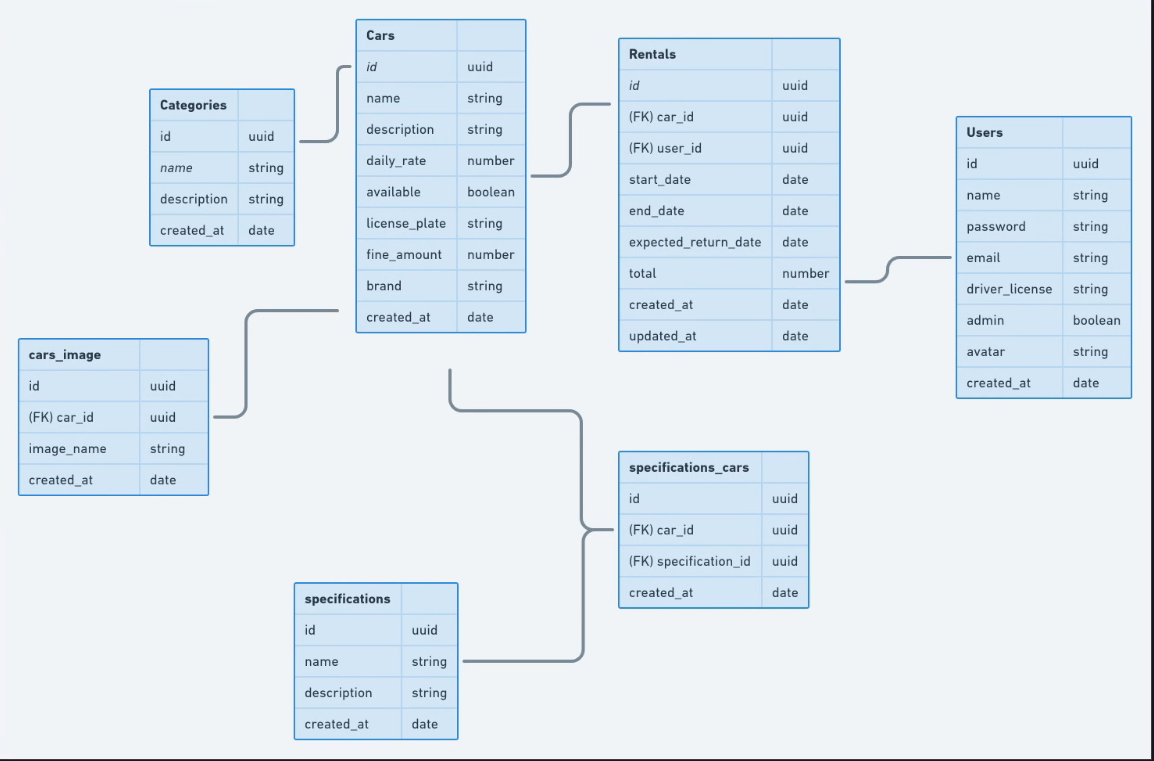 Cars
id uuid
name string
description string
daily_rate number
available boolean
license_plate string
fine_amount number
brand string
created_at date
Rentals
id uuid
(FK) car_id uuid
(FK) user_id uuid
start_date date
end_date date
expected_return_date date
total number
created_at date
updated_at date
Categories
id uuid
name string
description string
created_at date
Users
id uuid
name string
password string
email string
driver_license string
admin boolean
avatar string
created_at date
cars_image
id uuid
(FK) car_id uuid
image_name string
created_at date
specifications_cars
id uuid
(FK) car_id uuid
(FK) specification_id uuid
created_at date
specifications
id uuid
name string
description string
created_at date